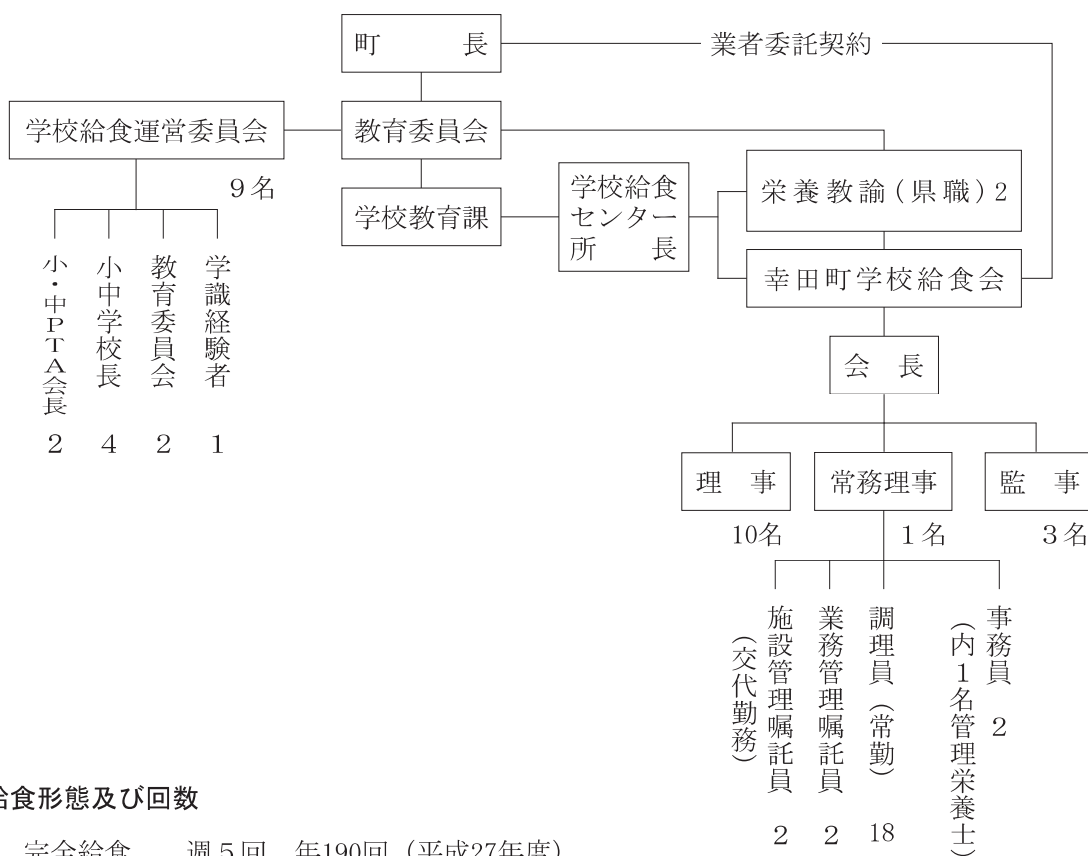 町　　長
業者委託契約
学校給食運営委員会
教育委員会
9名
学校教育課
学校給食
センター
所　　長
栄養教諭(県職)2
幸田町学校給食会
小・中PTA会長　2
小中学校長　4
教育委員会　2
学識経験者　1
会　長
理　事
常務理事
監　事
10名
1名
3名
施設管理嘱託員　2
（交代勤務）
業務管理嘱託員　2
調理員（常勤）　18
事務員　2
（内1名管理栄養士）
給食形態及び回数
完全給食　　週5回　年190回（平成27年度）